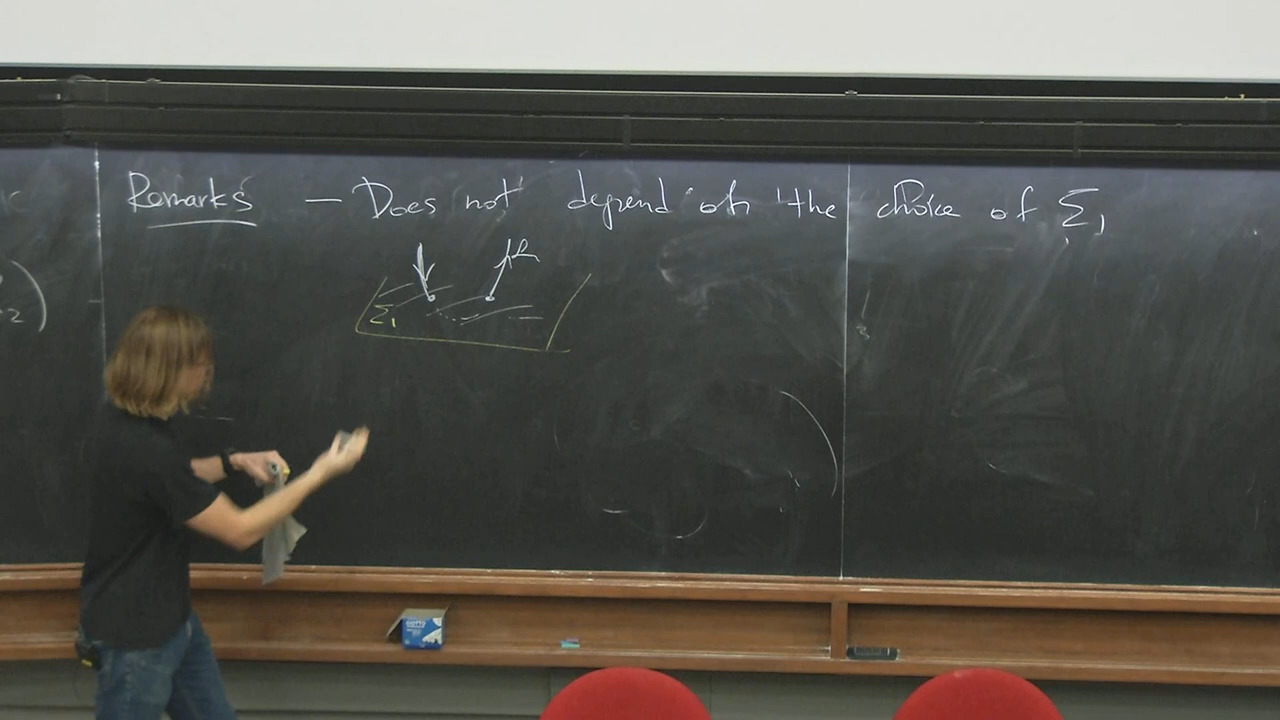 Remarks — Does not depend on the choice of Σ₁
Σ₁